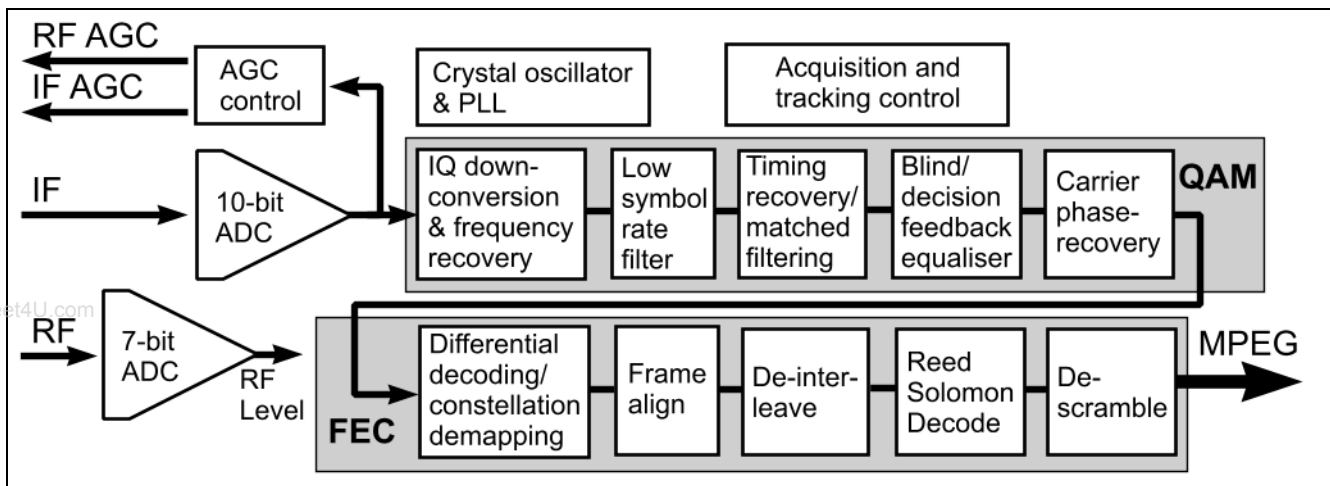 RF AGC
IF AGC
AGC
control
Crystal oscillator
& PLL
Acquisition and
tracking control
IF
10-bit
ADC
IQ down-
conversion
& frequency
recovery
Low
symbol
rate
filter
Timing
recovery/
matched
filtering
Blind/
decision
feedback
equaliser
Carrier
phase-
recovery
QAM
eet4U.com
RF
7-bit
ADC
RF
Level
FEC
Differential
decoding/
constellation
demapping
Frame
align
De-inter-
leave
Reed
Solomon
Decode
De-
scramble
MPEG